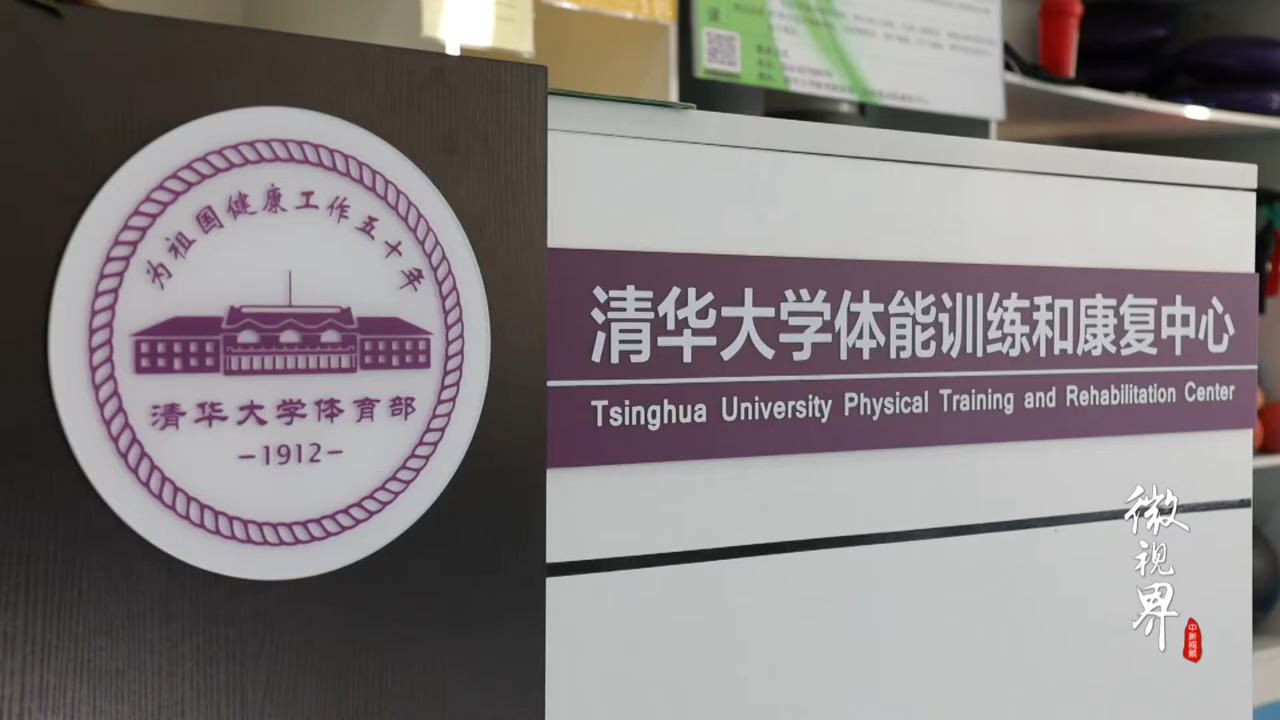 为祖国健康工作五十年
清华大学体育部
-1912-
清华大学体能训练和康复中心
Tsinghua University Physical Training and Rehabilitation Center
微视界
中新视频